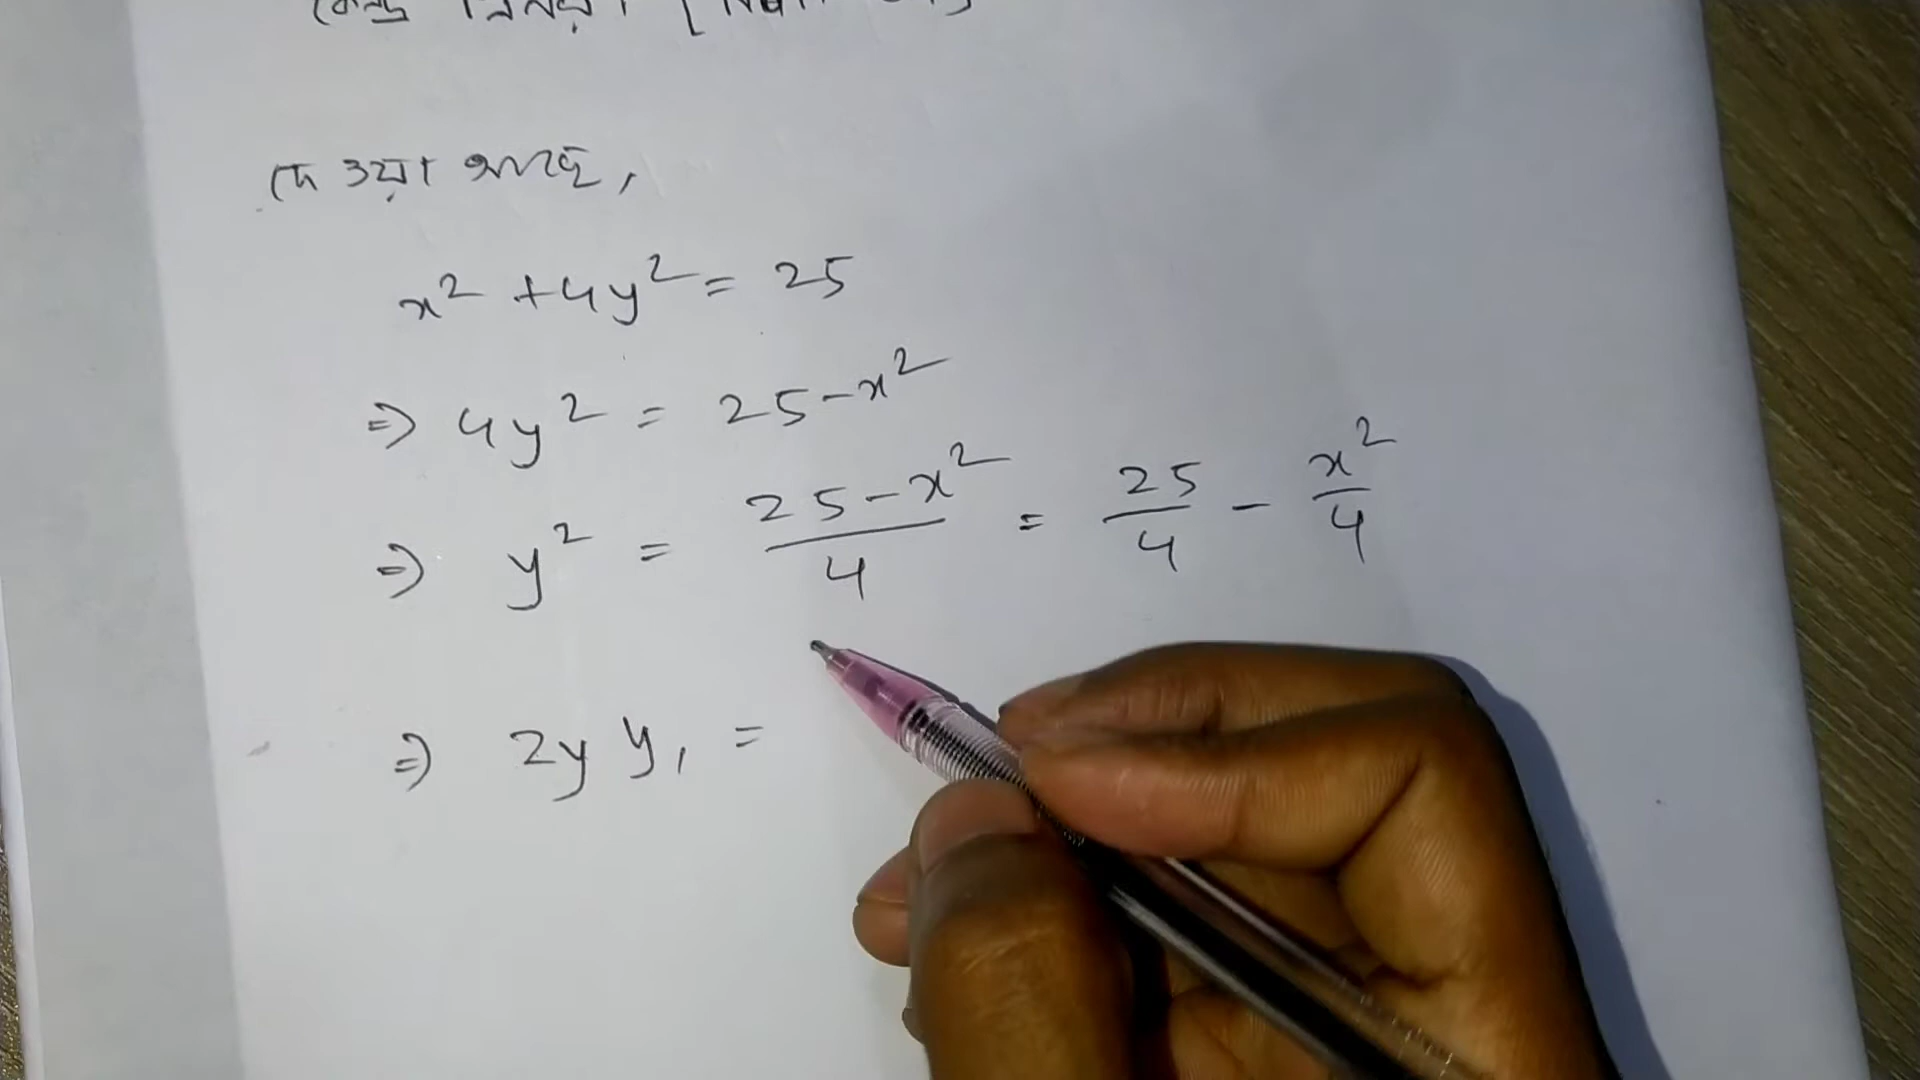 দেওয়া আছে,
x² + 4y² = 25
⇒ 4y² = 25 - x²
⇒ y² = (25 - x²)/4 = 25/4 - x²/4
⇒ 2y y₁ =